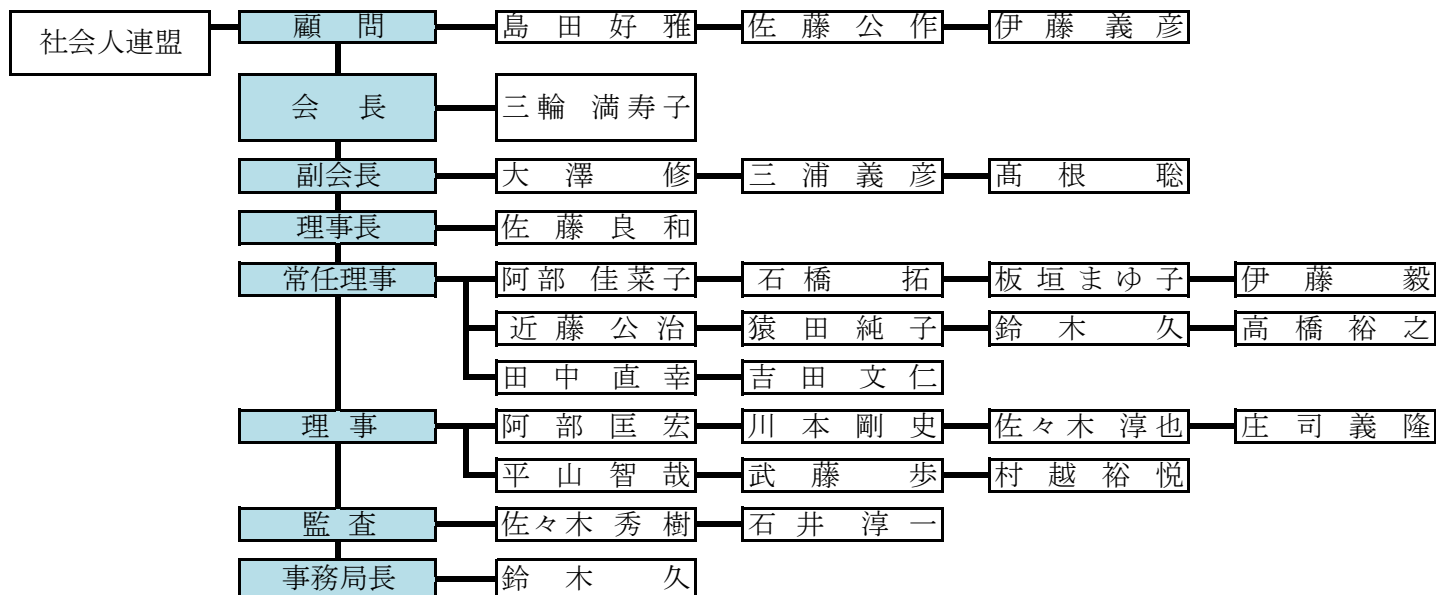 社会人連盟
顧問 島田好雅 佐藤公作 伊藤義彦
会長 三輪 満寿子
副会長 大澤修 三浦義彦 髙根聡
理事長 佐藤良和
常任理事 阿部 佳菜子 石橋拓 板垣まゆ子 伊藤毅
近藤公治 猿田純子 鈴木久 高橋裕之
田中直幸 吉田文仁
理事 阿部匡宏 川本剛史 佐々木 淳也 庄司義隆
平山智哉 武藤歩 村越裕悦
監査 佐々木 秀樹 石井淳一
事務局長 鈴木久